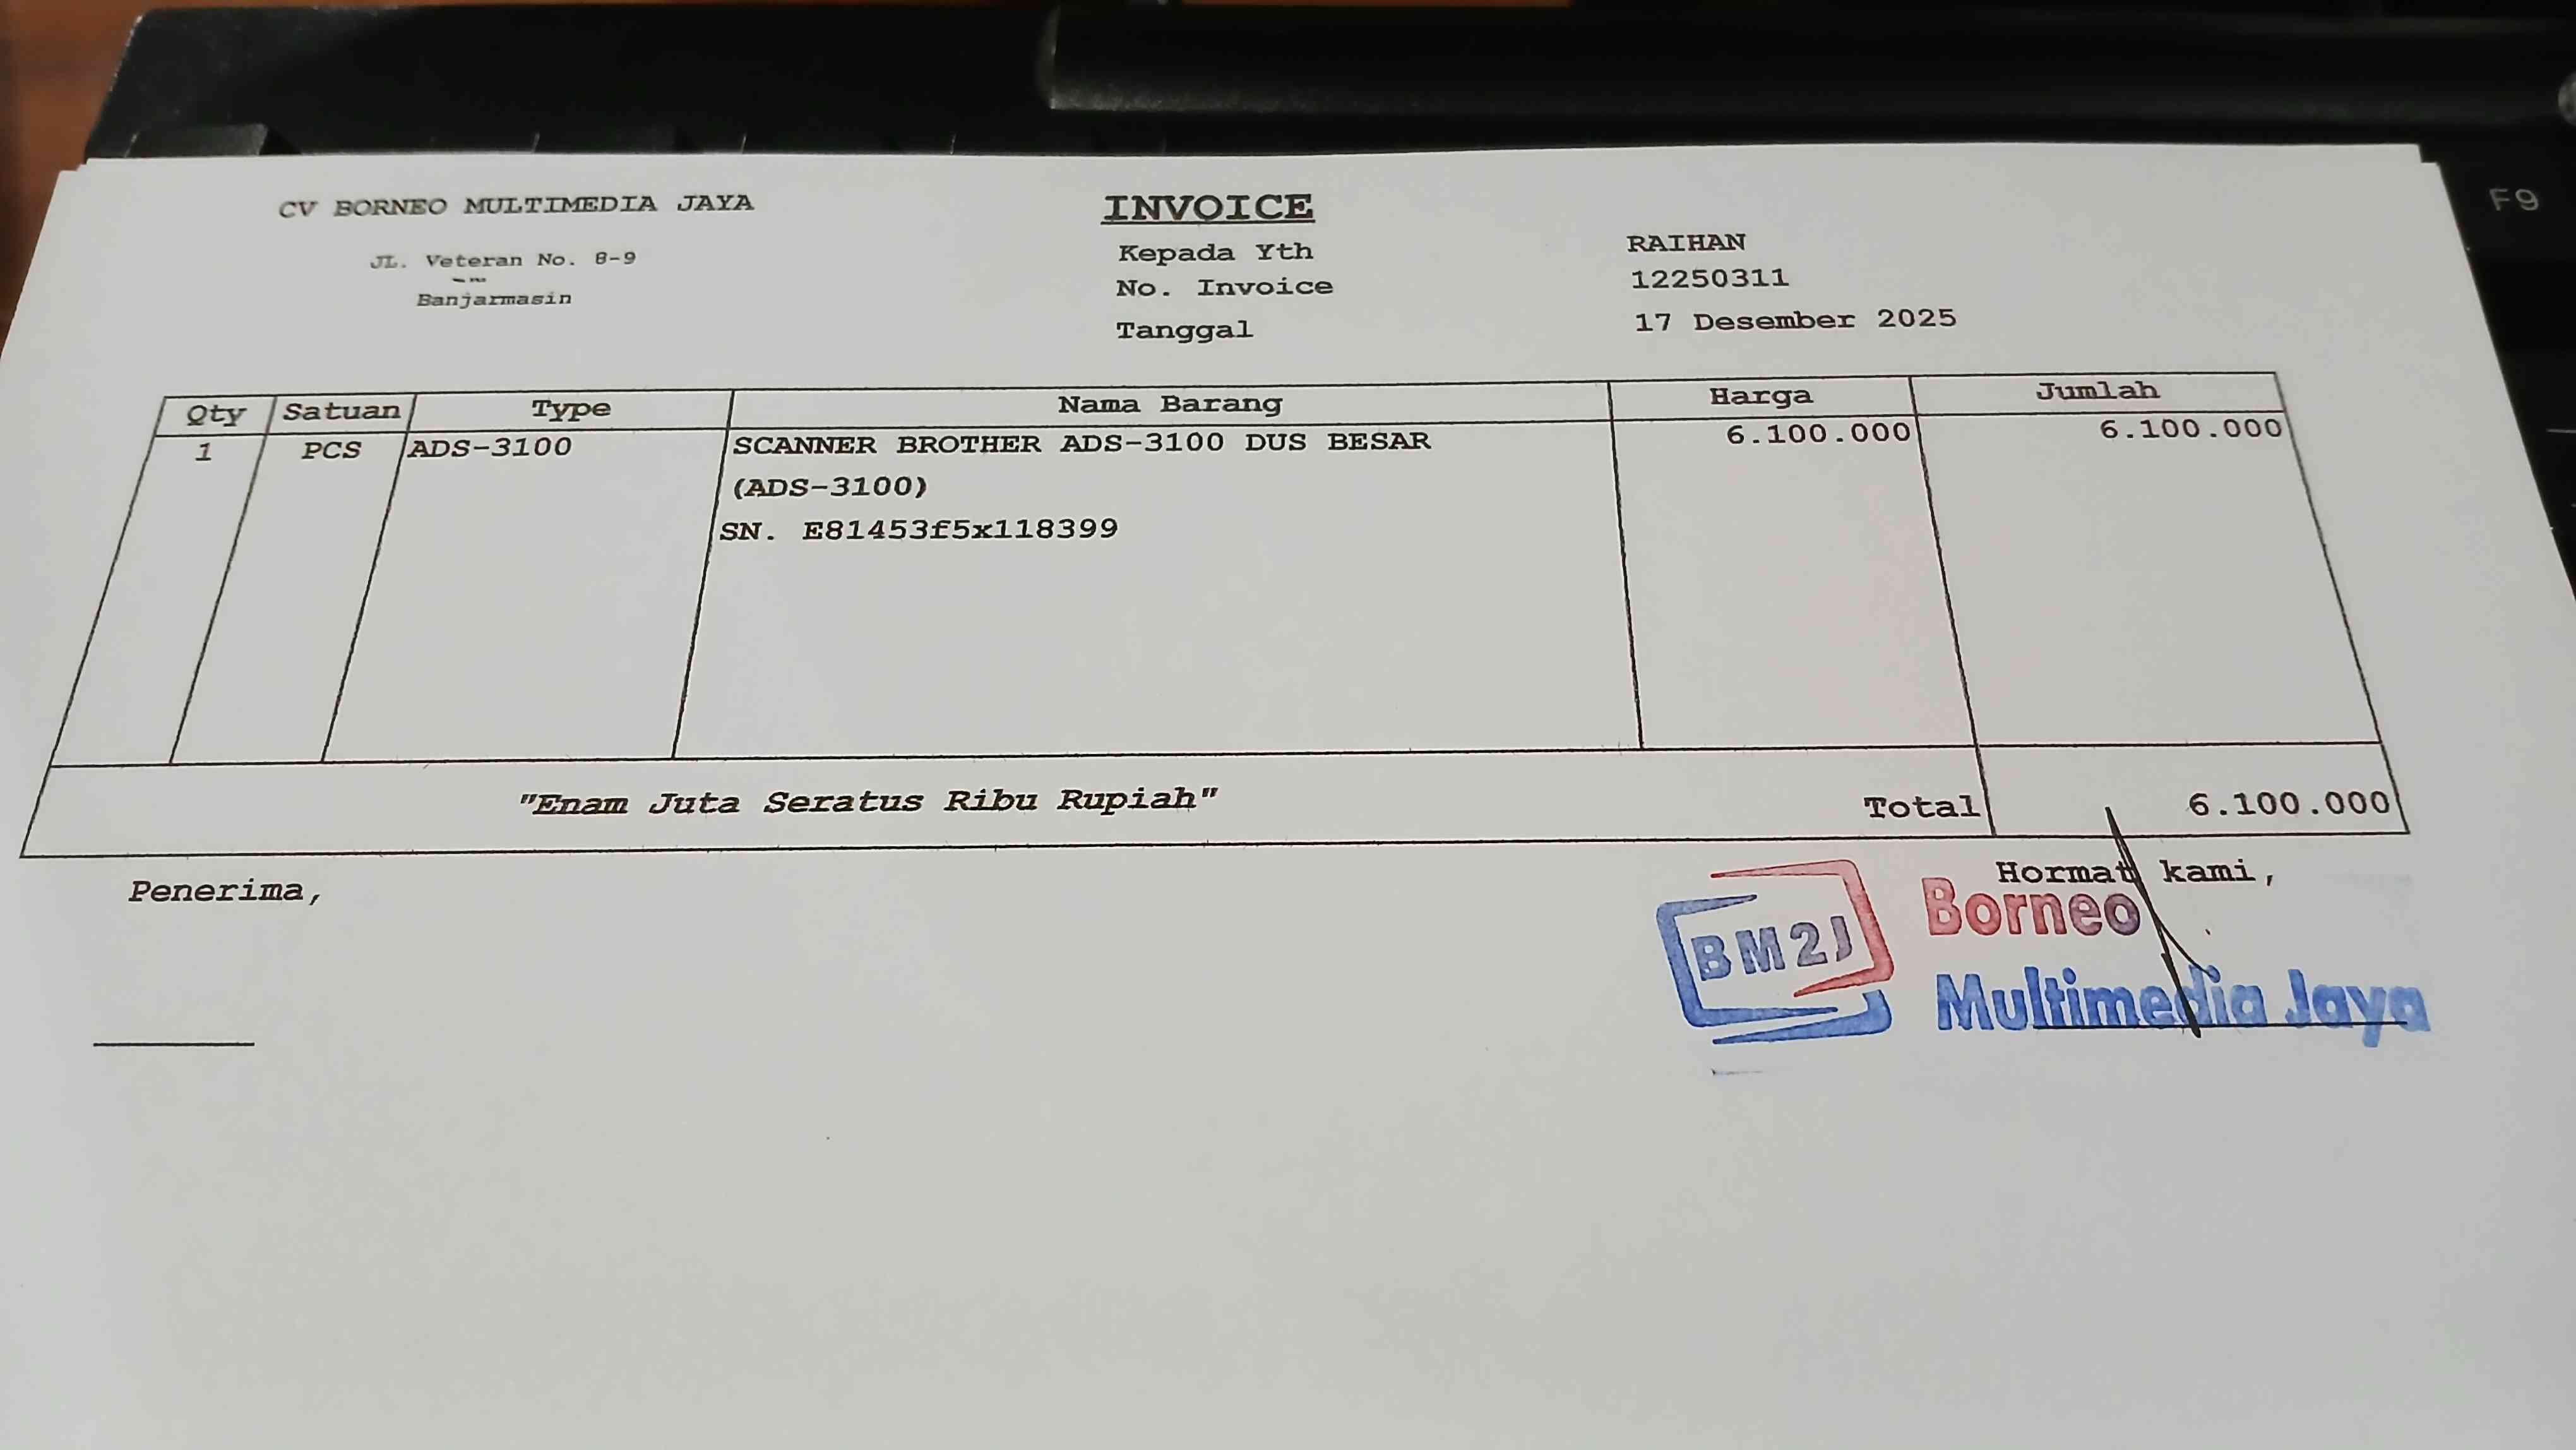 CV BORNEO MULTIMEDIA JAYA
JL. Veteran No. 8-9
Banjarmasin
INVOICE
Kepada Yth RAIHAN
No. Invoice 12250311
Tanggal 17 Desember 2025
Qty Satuan Type Nama Barang Harga Jumlah
1 PCS ADS-3100 SCANNER BROTHER ADS-3100 DUS BESAR 6.100.000 6.100.000
(ADS-3100)
SN. E81453f5x118399
"Enam Juta Seratus Ribu Rupiah" Total 6.100.000
Penerima, Hormat kami,
BM2J Borneo
Multimedia Jaya
F9